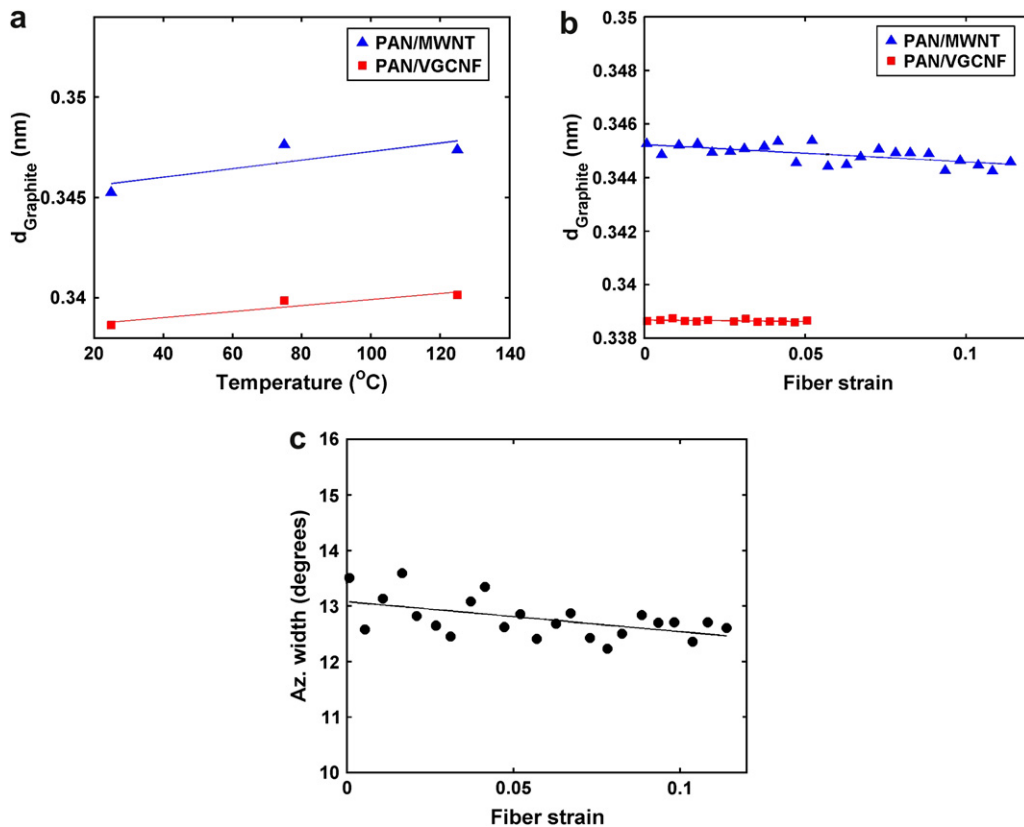 a
PAN/MWNT
PAN/VGCNF
0.35
0.345
0.34
d_Graphite (nm)
20 40 60 80 100 120 140
Temperature (°C)
b
PAN/MWNT
PAN/VGCNF
0.35
0.348
0.346
0.344
0.342
0.34
0.338
d_Graphite (nm)
0 0.05 0.1
Fiber strain
c
16
15
14
13
12
11
10
Az. width (degrees)
0 0.05 0.1
Fiber strain